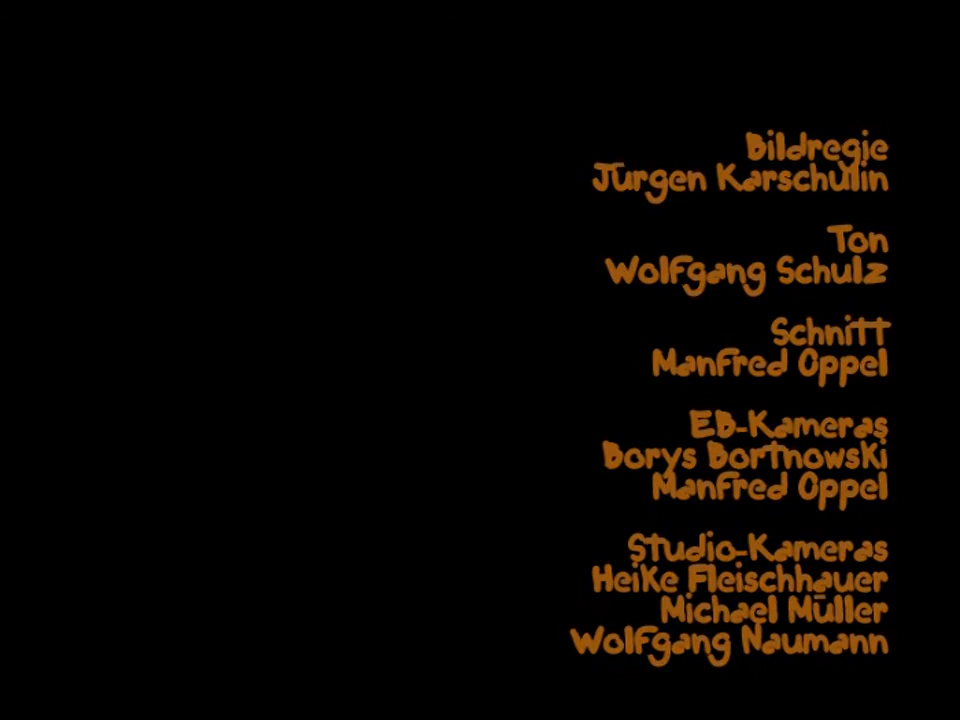 Bildregie
Jürgen Karschulin
Ton
Wolfgang Schulz
Schnitt
Manfred Oppel
EB-Kameras
Borys Bortnowski
Manfred Oppel
Studio-Kameras
Heike Fleischhauer
Michael Müller
Wolfgang Naumann